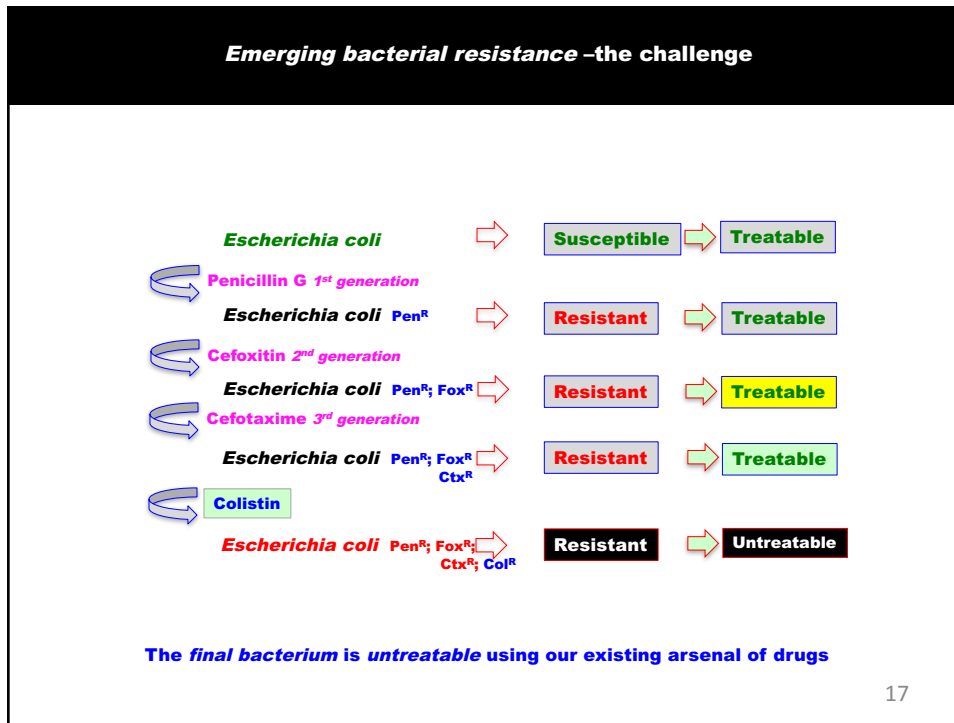 Emerging bacterial resistance –the challenge
Escherichia coli Susceptible Treatable
Penicillin G 1st generation
Escherichia coli PenR Resistant Treatable
Cefoxitin 2nd generation
Escherichia coli PenR; FoxR Resistant Treatable
Cefotaxime 3rd generation
Escherichia coli PenR; FoxR Resistant Treatable
CtxR
Colistin
Escherichia coli PenR; FoxR; Resistant Untreatable
CtxR; ColR
The final bacterium is untreatable using our existing arsenal of drugs
17